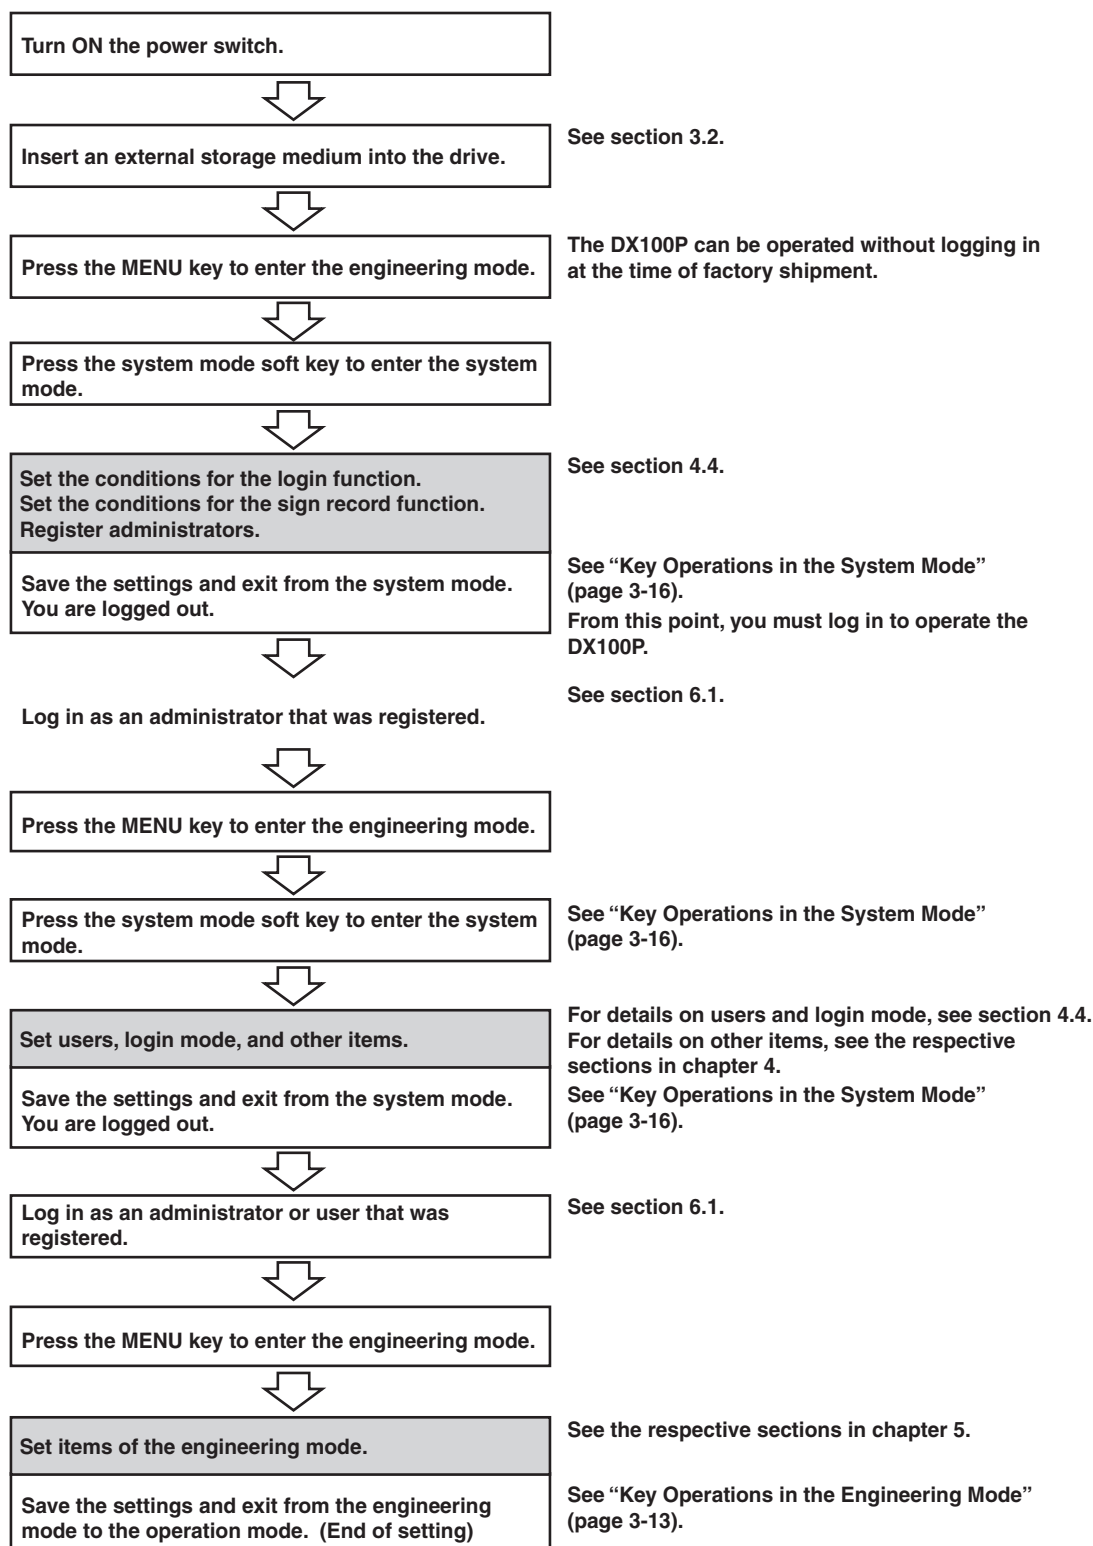 Turn ON the power switch.
Insert an external storage medium into the drive.
See section 3.2.
Press the MENU key to enter the engineering mode.
The DX100P can be operated without logging in
at the time of factory shipment.
Press the system mode soft key to enter the system
mode.
Set the conditions for the login function.
Set the conditions for the sign record function.
Register administrators.
See section 4.4.
Save the settings and exit from the system mode.
You are logged out.
See “Key Operations in the System Mode”
(page 3-16).
From this point, you must log in to operate the
DX100P.
Log in as an administrator that was registered.
See section 6.1.
Press the MENU key to enter the engineering mode.
Press the system mode soft key to enter the system
mode.
See “Key Operations in the System Mode”
(page 3-16).
Set users, login mode, and other items.
For details on users and login mode, see section 4.4.
For details on other items, see the respective
sections in chapter 4.
Save the settings and exit from the system mode.
You are logged out.
See “Key Operations in the System Mode”
(page 3-16).
Log in as an administrator or user that was
registered.
See section 6.1.
Press the MENU key to enter the engineering mode.
Set items of the engineering mode.
See the respective sections in chapter 5.
Save the settings and exit from the engineering
mode to the operation mode. (End of setting)
See “Key Operations in the Engineering Mode”
(page 3-13).